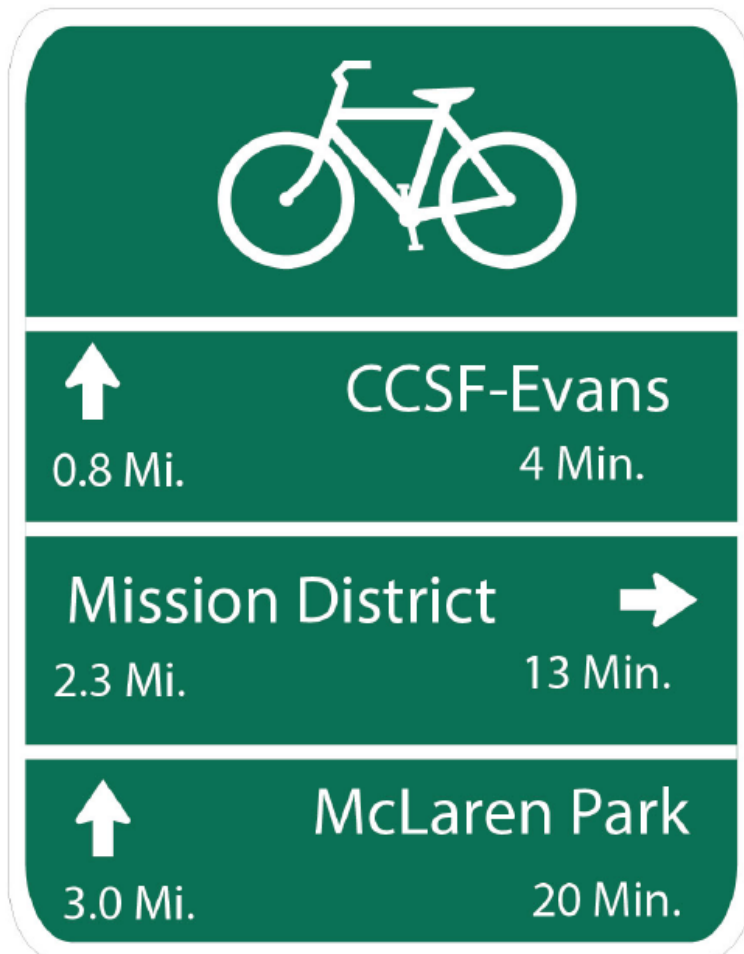 CCSF-Evans
0.8 Mi. 4 Min.
Mission District
2.3 Mi. 13 Min.
McLaren Park
3.0 Mi. 20 Min.